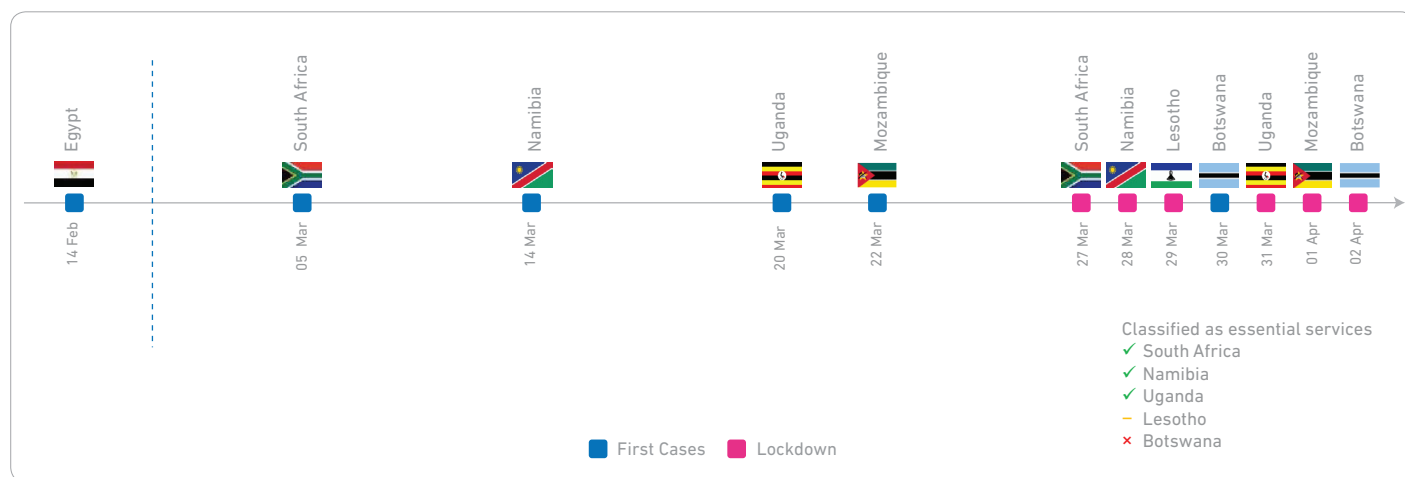 Egypt
South Africa
Namibia
Uganda
Mozambique
South Africa
Namibia
Lesotho
Botswana
Uganda
Mozambique
Botswana
14 Feb
05 Mar
14 Mar
20 Mar
22 Mar
27 Mar
28 Mar
29 Mar
30 Mar
31 Mar
01 Apr
02 Apr
Classified as essential services
✓ South Africa
✓ Namibia
✓ Uganda
– Lesotho
× Botswana
First Cases
Lockdown